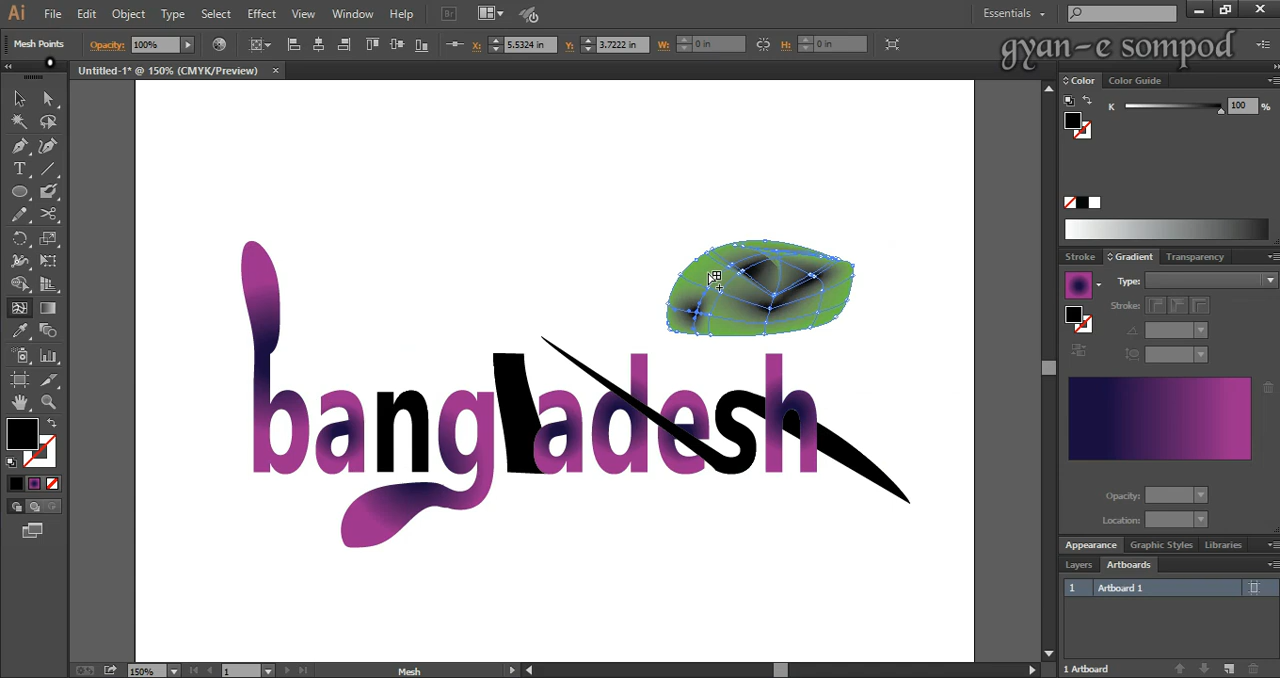 Ai File Edit Object Type Select Effect View Window Help Br Essentials
Mesh Points Opacity: 100% X: 5.5324 in Y: 3.7222 in W: 0 in H: 0 in
gyan-e sompod
Untitled-1* @ 150% (CMYK/Preview) ×
Color Color Guide
K 100 %
Stroke Gradient Transparency
Type:
Stroke:
bangladesh
Opacity:
Location:
Appearance Graphic Styles Libraries
Layers Artboards
1 Artboard 1
150% 1 Mesh
1 Artboard